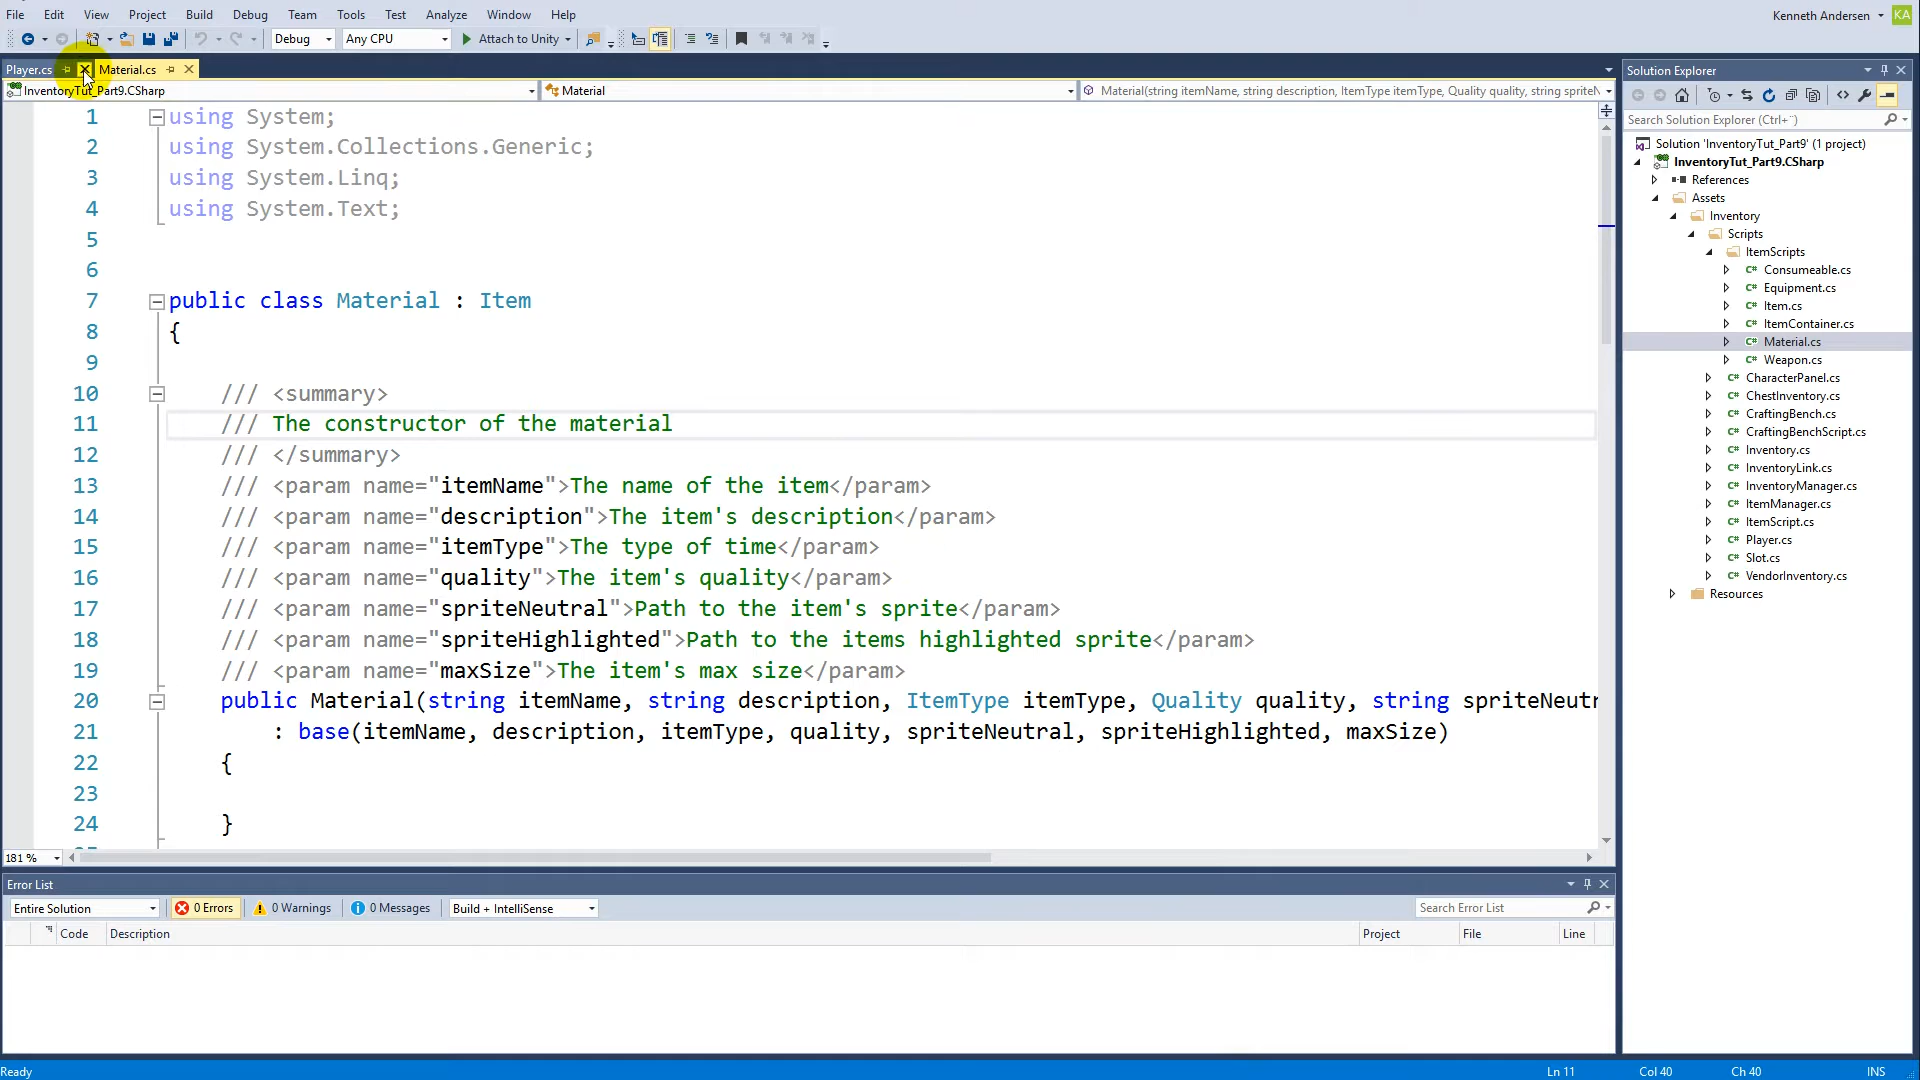 File Edit View Project Build Debug Team Tools Test Analyze Window Help
Kenneth Andersen KA
Debug Any CPU Attach to Unity
Player.cs Material.cs
InventoryTut_Part9.CSharp Material Material(string itemName, string description, ItemType itemType, Quality quality, string spriteN
1 using System;
2 using System.Collections.Generic;
3 using System.Linq;
4 using System.Text;
5
6
7 public class Material : Item
8 {
9
10 /// <summary>
11 /// The constructor of the material
12 /// </summary>
13 /// <param name="itemName">The name of the item</param>
14 /// <param name="description">The item's description</param>
15 /// <param name="itemType">The type of time</param>
16 /// <param name="quality">The item's quality</param>
17 /// <param name="spriteNeutral">Path to the item's sprite</param>
18 /// <param name="spriteHighlighted">Path to the items highlighted sprite</param>
19 /// <param name="maxSize">The item's max size</param>
20 public Material(string itemName, string description, ItemType itemType, Quality quality, string spriteNeutr
21 : base(itemName, description, itemType, quality, spriteNeutral, spriteHighlighted, maxSize)
22 {
23
24 }
181 %
Error List
Entire Solution 0 Errors 0 Warnings 0 Messages Build + IntelliSense Search Error List
Code Description Project File Line
Solution Explorer
Search Solution Explorer (Ctrl+¨)
Solution 'InventoryTut_Part9' (1 project)
InventoryTut_Part9.CSharp
References
Assets
Inventory
Scripts
ItemScripts
C# Consumeable.cs
C# Equipment.cs
C# Item.cs
C# ItemContainer.cs
C# Material.cs
C# Weapon.cs
C# CharacterPanel.cs
C# ChestInventory.cs
C# CraftingBench.cs
C# CraftingBenchScript.cs
C# Inventory.cs
C# InventoryLink.cs
C# InventoryManager.cs
C# ItemManager.cs
C# ItemScript.cs
C# Player.cs
C# Slot.cs
C# VendorInventory.cs
Resources
Ready Ln 11 Col 40 Ch 40 INS